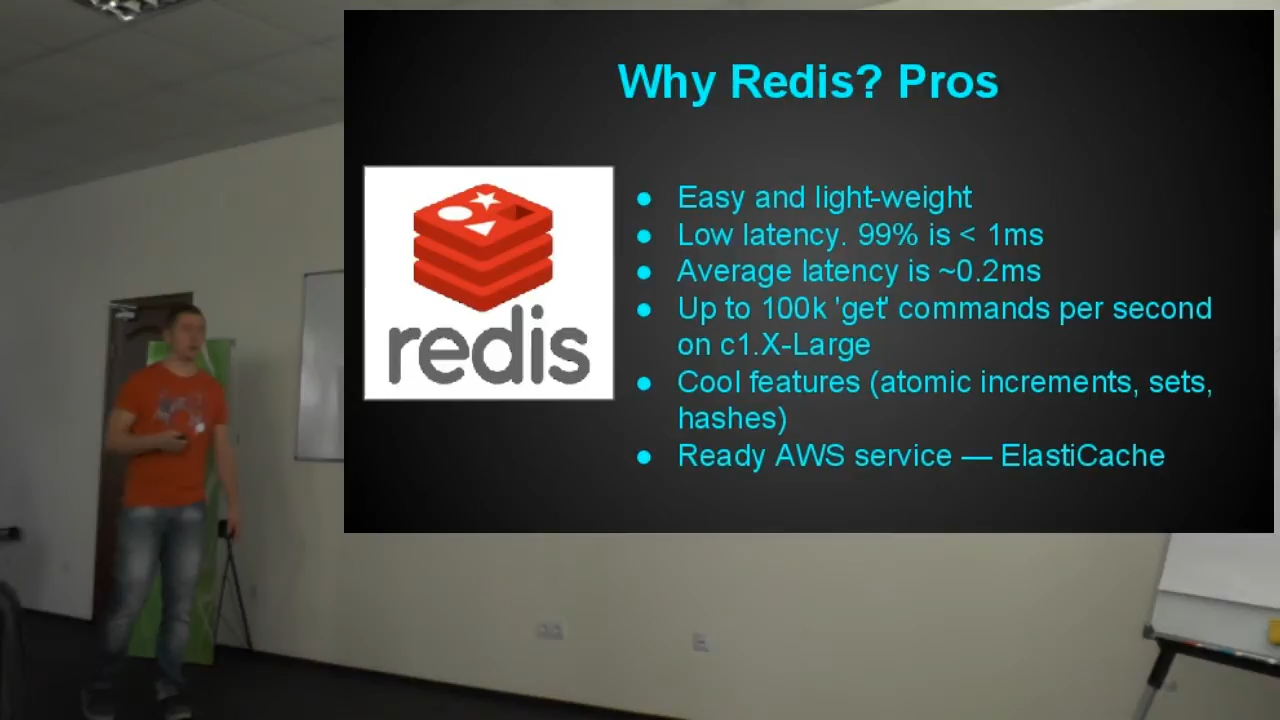 Why Redis? Pros
redis
● Easy and light-weight
● Low latency. 99% is < 1ms
● Average latency is ~0.2ms
● Up to 100k 'get' commands per second
on c1.X-Large
● Cool features (atomic increments, sets,
hashes)
● Ready AWS service — ElastiCache